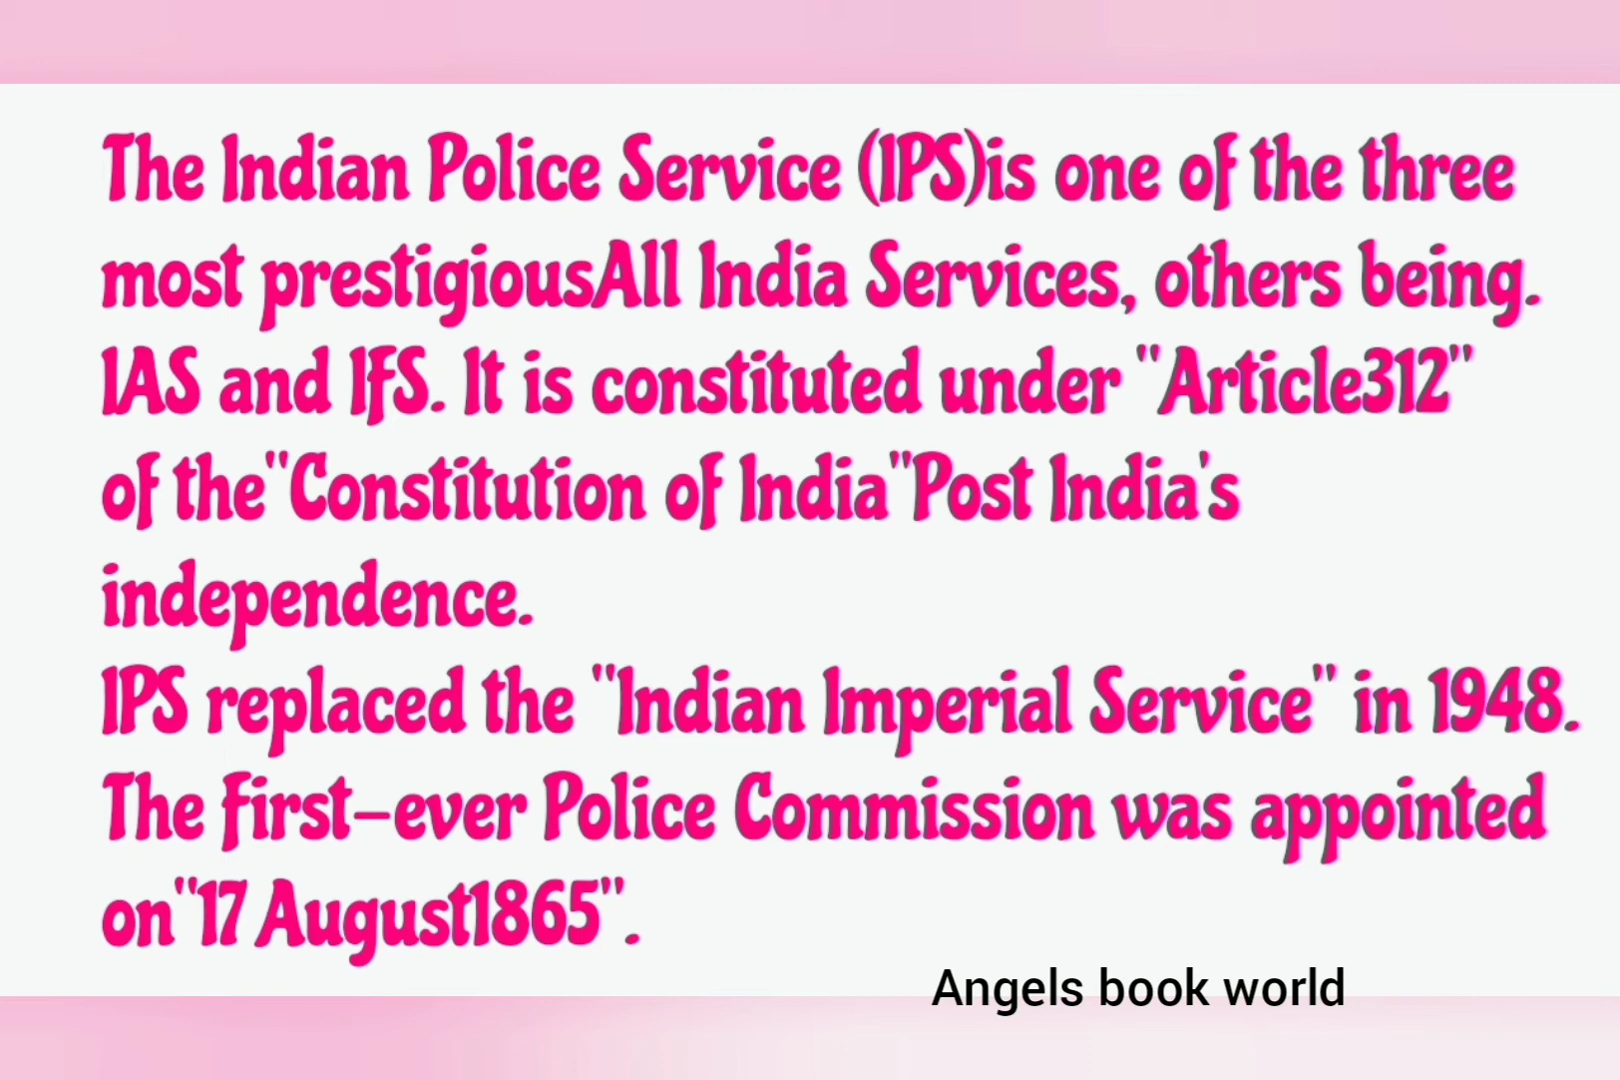 The Indian Police Service (IPS)is one of the three
most prestigiousAll India Services, others being.
IAS and IFS. It is constituted under "Article312"
of the"Constitution of India"Post India's
independence.
IPS replaced the "Indian Imperial Service" in 1948.
The First-ever Police Commission was appointed
on"17 August1865".
Angels book world